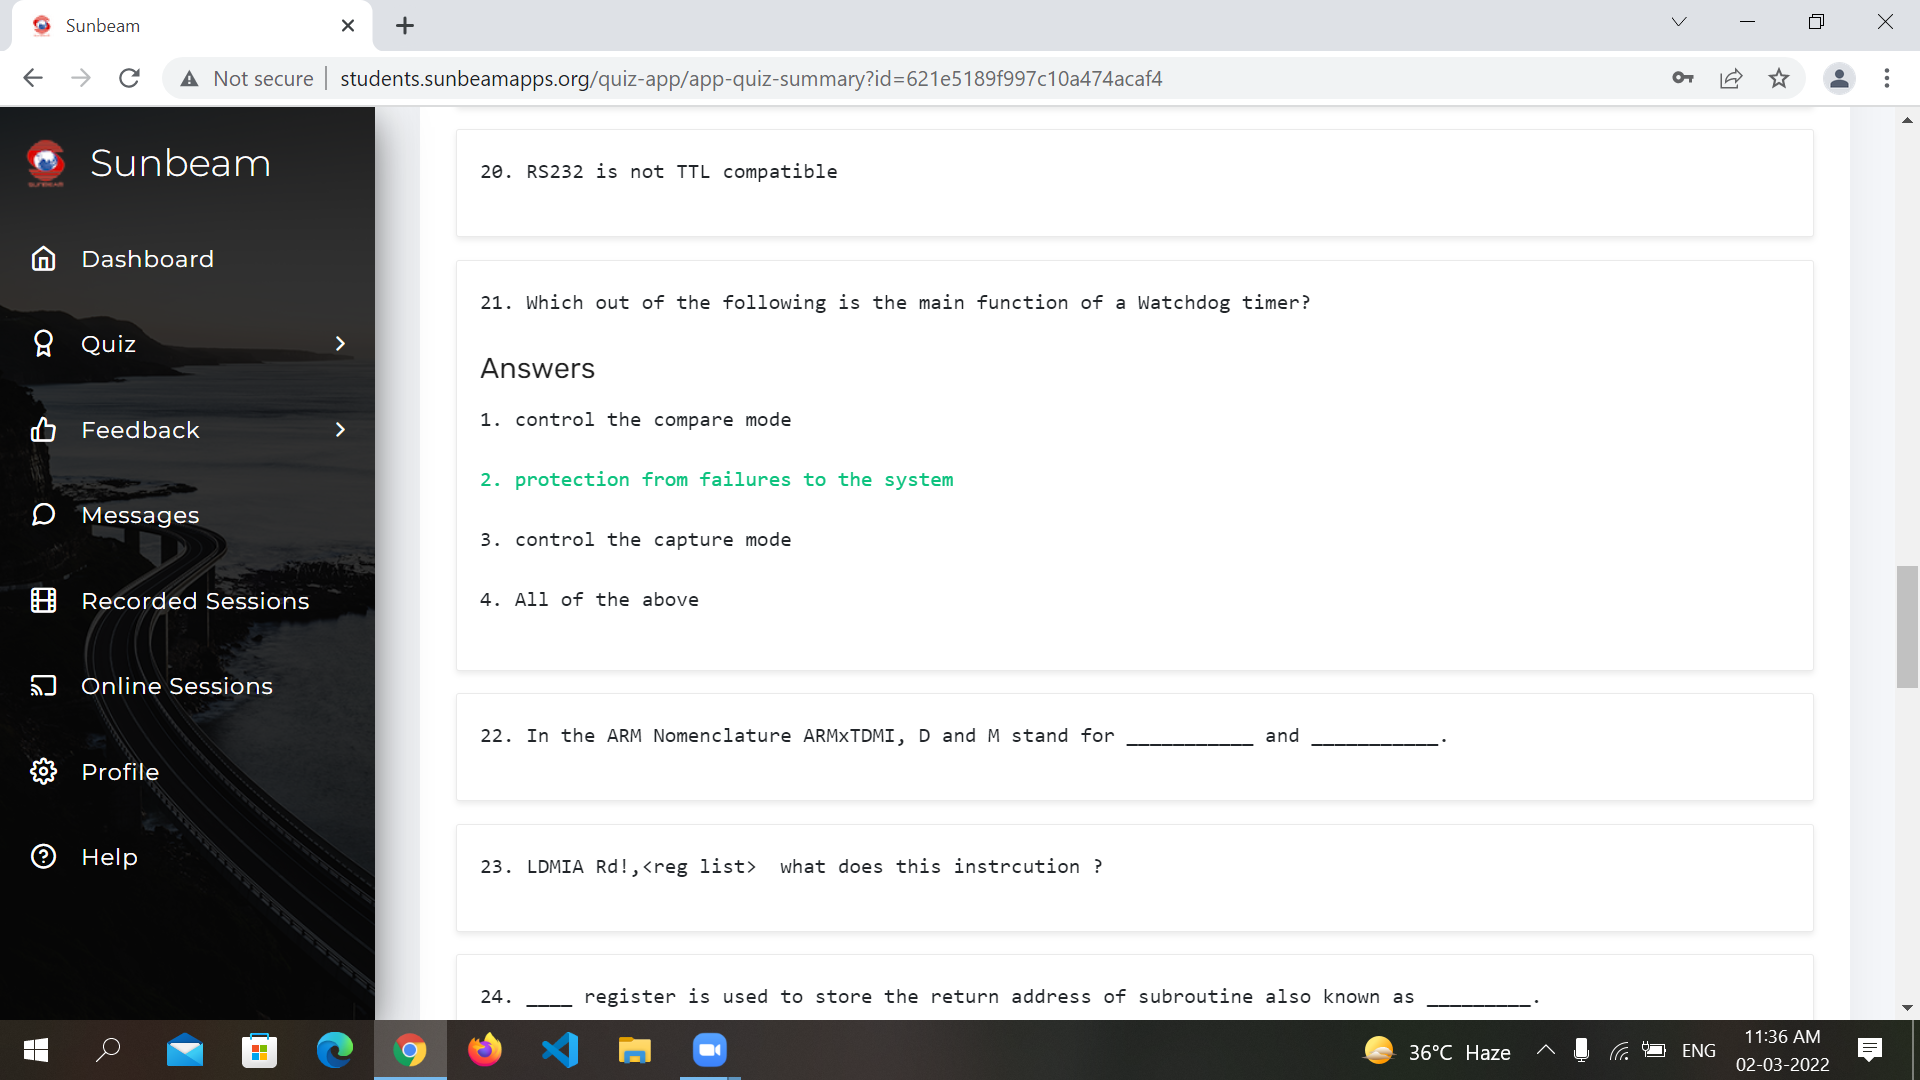 Sunbeam
Not secure
students.sunbeamapps.org/quiz-app/app-quiz-summary?id=621e5189f997c10a474acaf4
SUNBEAM
Sunbeam
Dashboard
Quiz
Feedback
Messages
Recorded Sessions
Online Sessions
Profile
Help
20. RS232 is not TTL compatible
21. Which out of the following is the main function of a Watchdog timer?
Answers
1. control the compare mode
2. protection from failures to the system
3. control the capture mode
4. All of the above
22. In the ARM Nomenclature ARMxTDMI, D and M stand for ___________ and ___________.
23. LDMIA Rd!,<reg list>  what does this instrcution ?
24. ____ register is used to store the return address of subroutine also known as _________.
36°C Haze
ENG
11:36 AM
02-03-2022